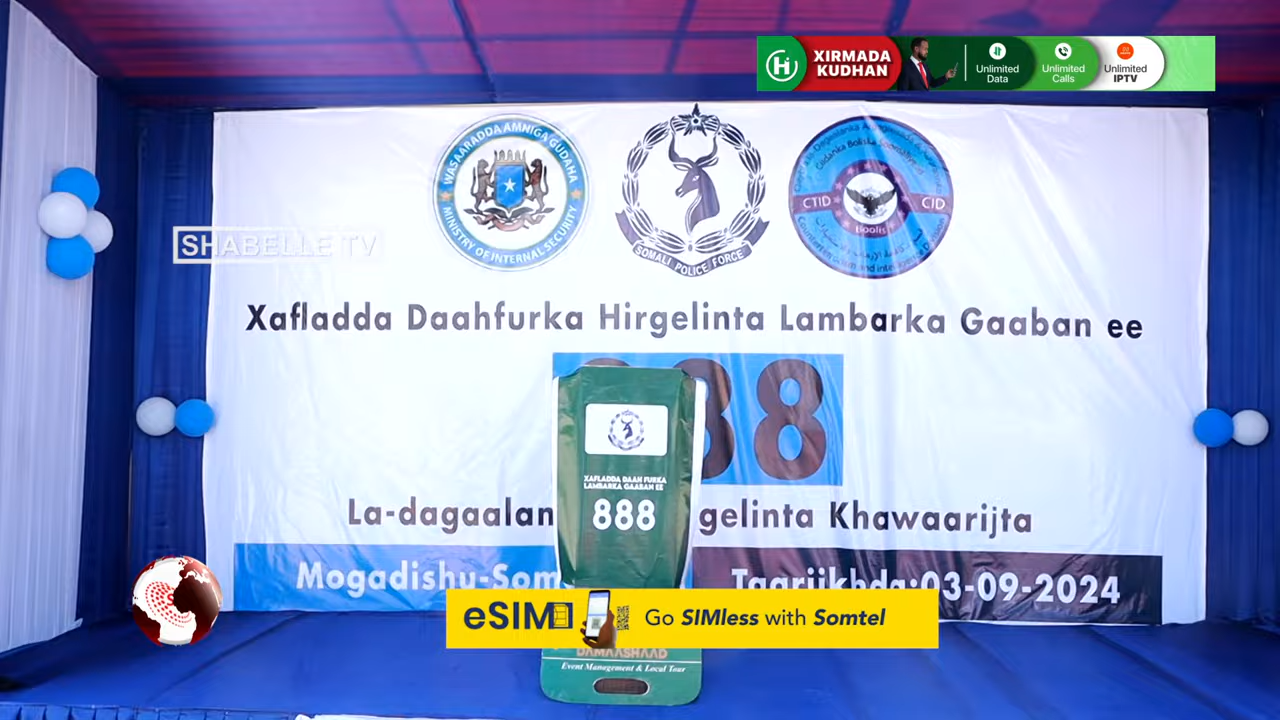 XIRMADA
KUDHAN
Unlimited
Data
Unlimited
Calls
Unlimited
IPTV
WASAARADDA AMNIGA GUDAHA
MINISTRY OF INTERNAL SECURITY
SOMALI POLICE FORCE
CTID
CID
Boolis
SHABELLE TV
Xafladda Daahfurka Hirgelinta Lambarka Gaaban ee
88
XAFLADDA DAAH FURKA
LAMBARKA GAABAN EE
888
La-dagaalan gelinta Khawaarijta
Mogadishu-Som Taariikhda:03-09-2024
eSIM
Go SIMless with Somtel
DAMAASHAAD
Event Management & Local Tour